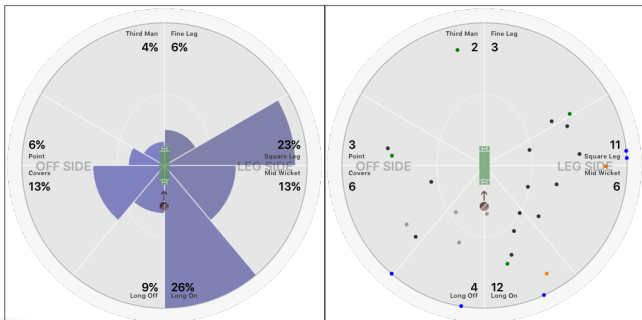 Third Man Fine Leg
4% 6%
6%
Point
OFF SIDE
Covers
13%
23%
Square Leg
LEG SIDE
Mid Wicket
13%
9% 26%
Long Off Long On
Third Man Fine Leg
2 3
3
Point
OFF SIDE
Covers
6
11
Square Leg
LEG SIDE
Mid Wicket
6
4 12
Long Off Long On